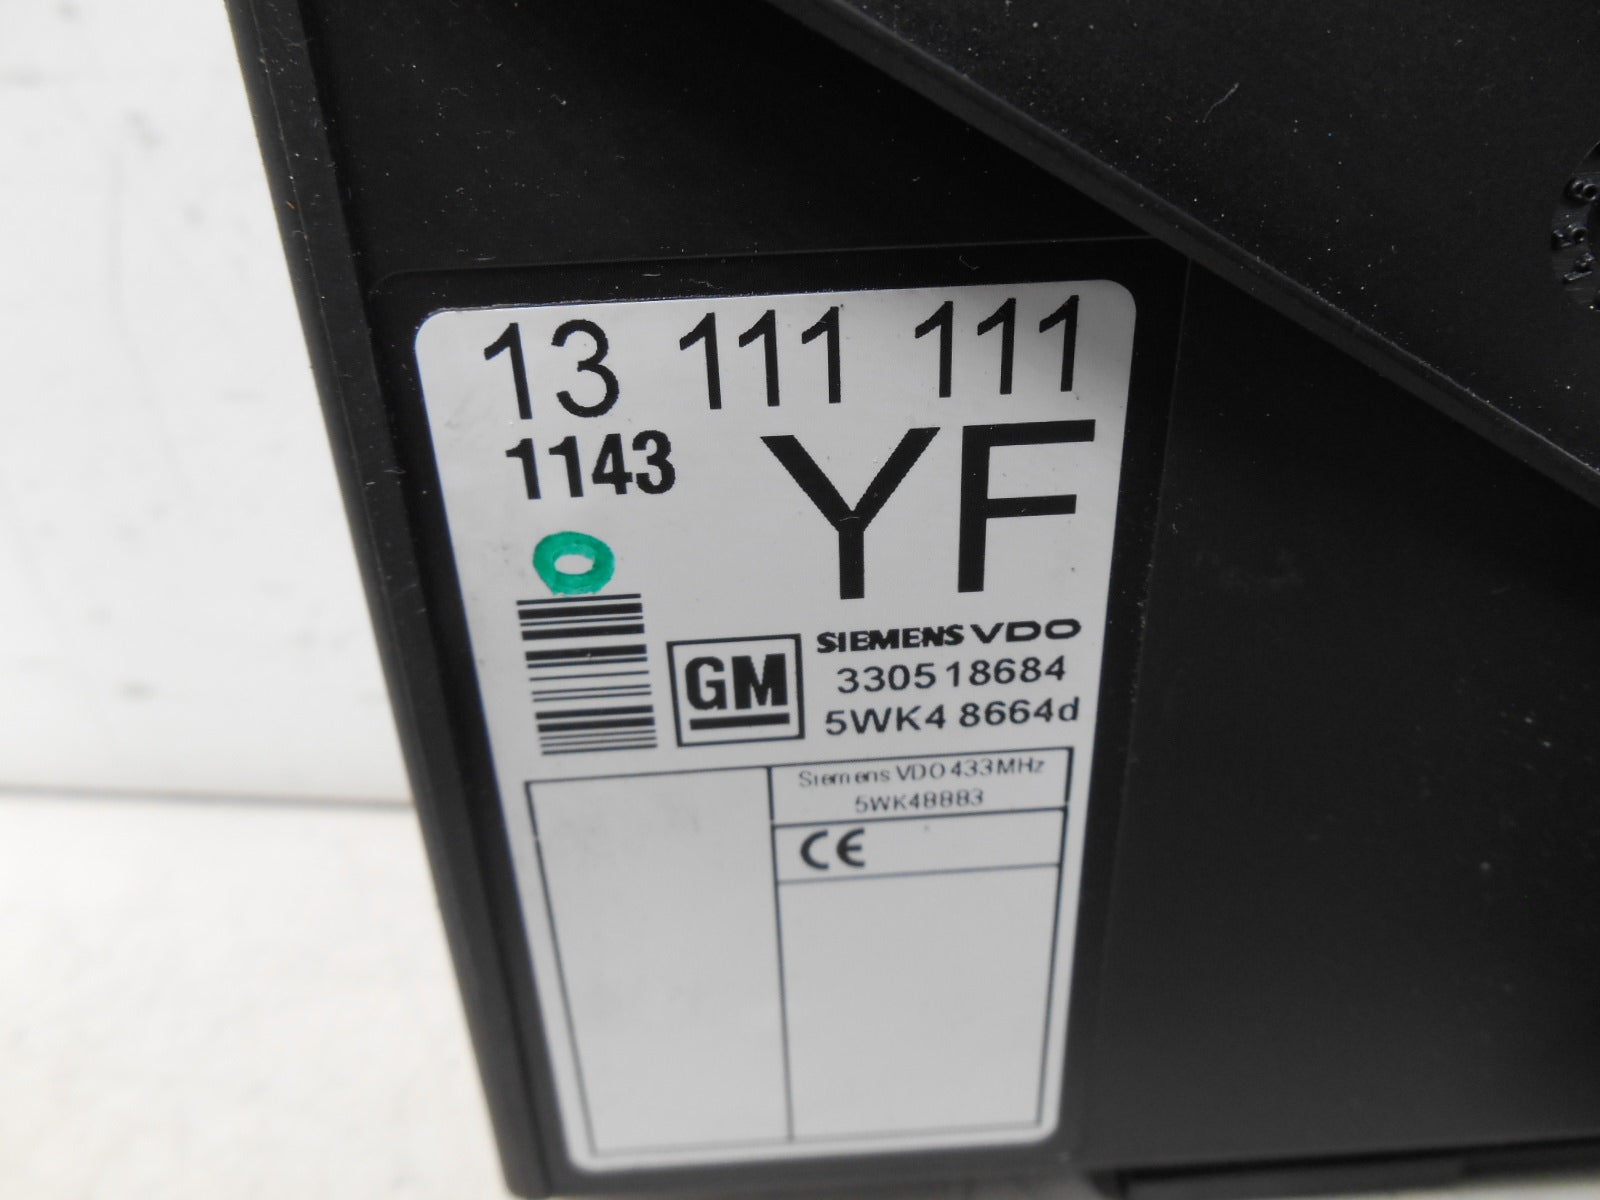 13 111 111
1143
YF
GM
SIEMENS VDO
330518684
5WK4 8664d
Siemens VDO 433MHz
5WK48883
CE